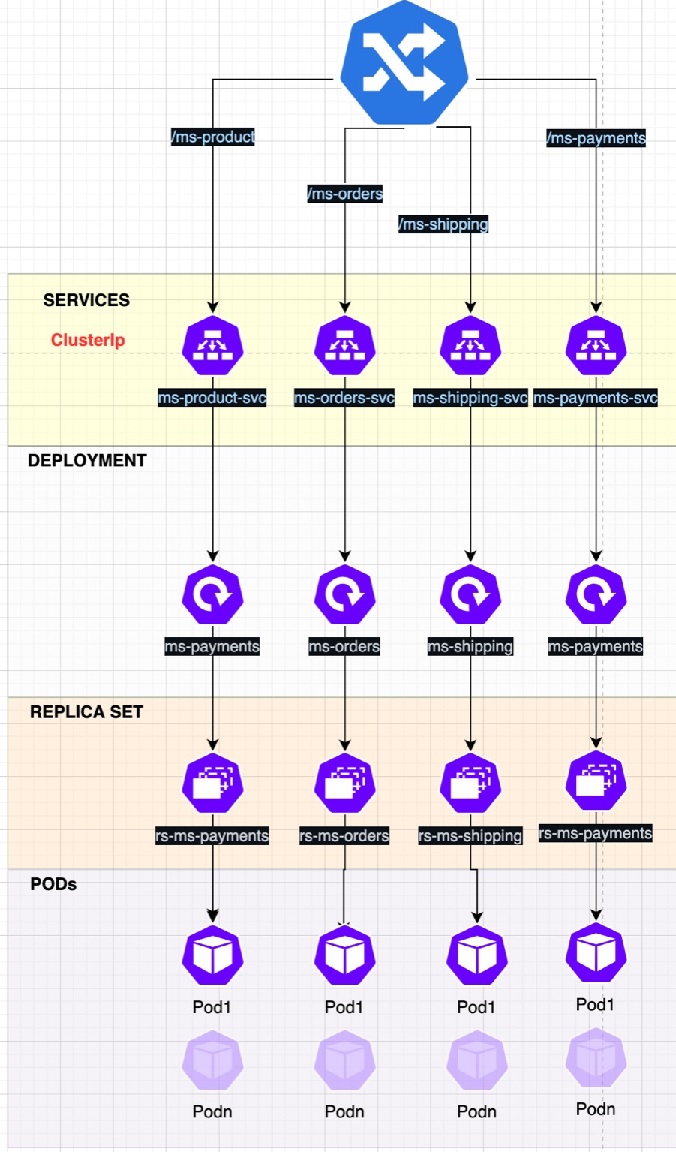 /ms-product
/ms-payments
/ms-orders
/ms-shipping
SERVICES
ClusterIp
ms-product-svc
ms-orders-svc
ms-shipping-svc
ms-payments-svc
DEPLOYMENT
ms-payments
ms-orders
ms-shipping
ms-payments
REPLICA SET
rs-ms-payments
rs-ms-orders
rs-ms-shipping
rs-ms-payments
PODs
Pod1
Pod1
Pod1
Pod1
Podn
Podn
Podn
Podn